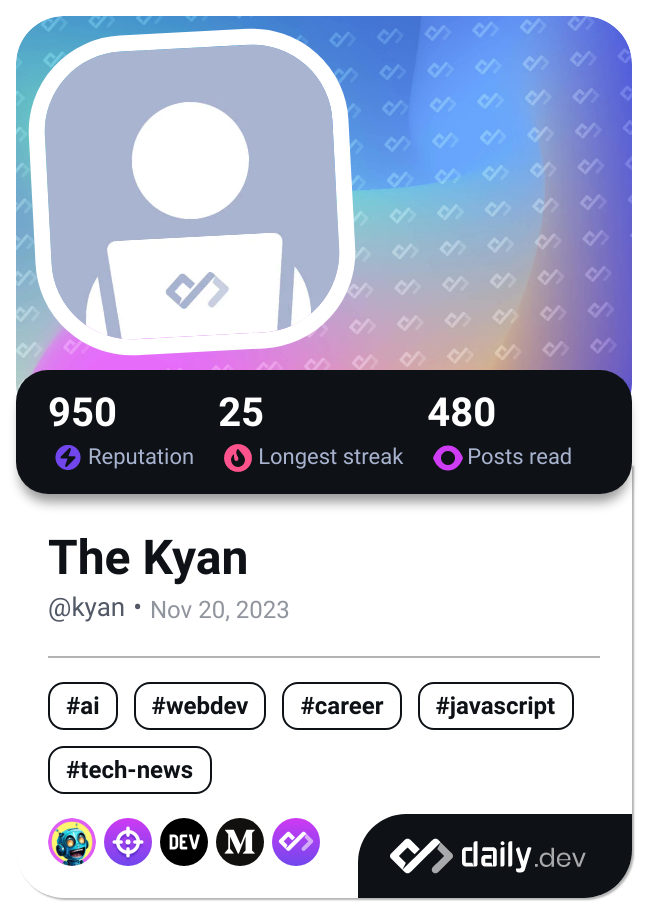 950 25 480
Reputation Longest streak Posts read
The Kyan
@kyan • Nov 20, 2023
#ai #webdev #career #javascript
#tech-news
DEV M daily.dev